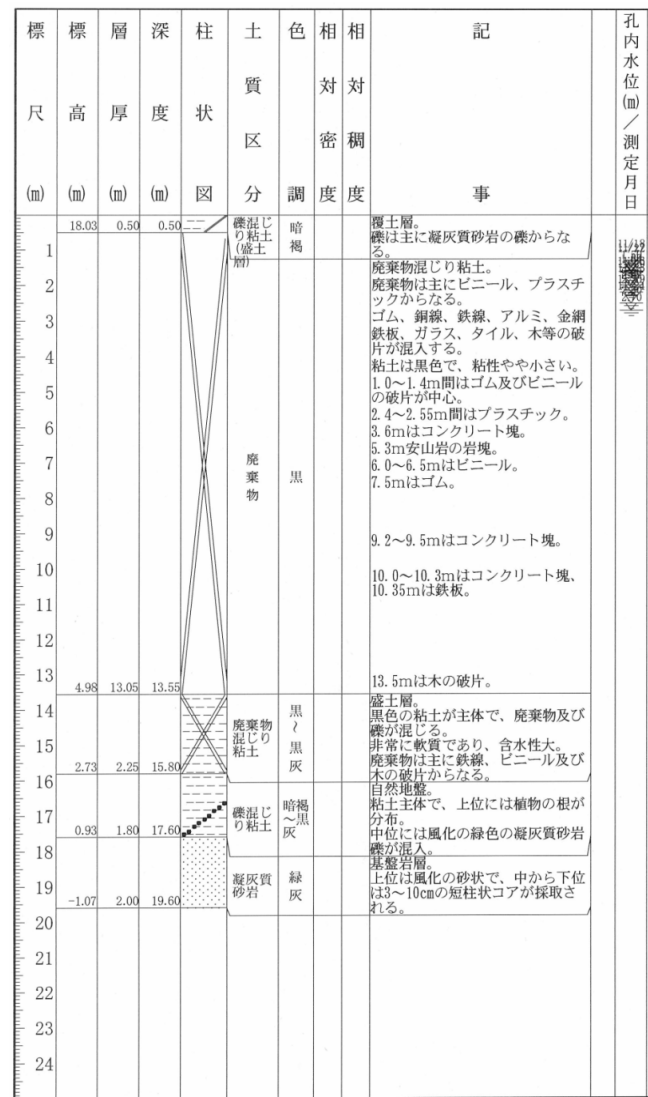 標尺(m)
標高(m)
層厚(m)
深度(m)
柱状図
土質区分
色調
相対密度
相対稠度
記事
孔内水位(m)／測定月日
18.03 0.50 0.50
礫混じ
り粘土
(盛土
層)
暗
褐
覆土層。
礫は主に凝灰質砂岩の礫からな
る。
1
2
3
4
5
6
7
8
9
10
11
12
13
廃
棄
物
黒
廃棄物混じり粘土。
廃棄物は主にビニール、プラスチ
ックからなる。
ゴム、銅線、鉄線、アルミ、金網
鉄板、ガラス、タイル、木等の破
片が混入する。
粘土は黒色で、粘性やや小さい。
1.0～1.4m間はゴム及びビニール
の破片が中心。
2.4～2.55m間はプラスチック。
3.6mはコンクリート塊。
5.3m安山岩の岩塊。
6.0～6.5mはビニール。
7.5mはゴム。
9.2～9.5mはコンクリート塊。
10.0～10.3mはコンクリート塊、
10.35mは鉄板。
13.5mは木の破片。
4.98 13.05 13.55
14
15
廃棄物
混じり
粘土
黒
～
黒
灰
盛土層。
黒色の粘土が主体で、廃棄物及び
礫が混じる。
非常に軟質であり、含水性大。
廃棄物は主に鉄線、ビニール及び
木の破片からなる。
2.73 2.25 15.80
16
17
礫混じ
り粘土
暗褐
～黒
灰
自然地盤。
粘土主体で、上位には植物の根が
分布。
中位には風化の緑色の凝灰質砂岩
礫が混入。
0.93 1.80 17.60
18
19
凝灰質
砂岩
緑
灰
基盤岩層。
上位は風化の砂状で、中から下位
は3～10cmの短柱状コアが採取さ
れる。
-1.07 2.00 19.60
20
21
22
23
24